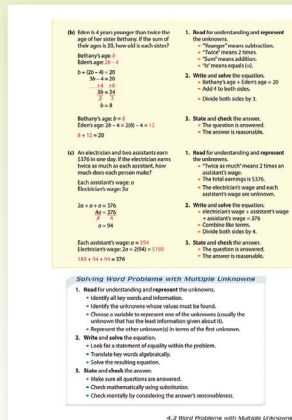 (b) Eden is 4 years younger than twice the
age of her sister Bethany. If the sum of
their ages is 20, how old is each sister?
Bethany's age: b
Eden's age: 2b – 4
b + (2b – 4) = 20
3b – 4 = 20
+4 +4
3b = 24
3 3
b = 8
Bethany's age: b = 8
Eden's age: 2b – 4 = 2(8) – 4 = 12
8 + 12 = 20
1. Read for understanding and represent
the unknowns.
• "Younger" means subtraction.
• "Twice" means 2 times.
• "Sum" means addition.
• "Is" means equals (=).
2. Write and solve the equation.
• Bethany's age + Eden's age = 20
• Add 4 to both sides.
• Divide both sides by 3.
3. State and check the answer.
• The question is answered.
• The answer is reasonable.
(c) An electrician and two assistants earn
$376 in one day. If the electrician earns
twice as much as each assistant, how
much does each person make?
Each assistant's wage: a
Electrician's wage: 2a
2a + a + a = 376
4a = 376
4 4
a = 94
Each assistant's wage: a = $94
Electrician's wage: 2a = 2(94) = $188
188 + 94 + 94 = 376
1. Read for understanding and represent
the unknowns.
• "Twice as much" means 2 times an
assistant's wage.
• The total earnings is $376.
• The electrician's wage and each
assistant's wage are unknown.
2. Write and solve the equation.
• electrician's wage + assistant's wage
+ assistant's wage = 376
• Combine like terms.
• Divide both sides by 4.
3. State and check the answer.
• The question is answered.
• The answer is reasonable.
Solving Word Problems with Multiple Unknowns
1. Read for understanding and represent the unknowns.
• Identify all key words and information.
• Identify the unknowns whose values must be found.
• Choose a variable to represent one of the unknowns (usually the
unknown that has the least information given about it).
• Represent the other unknown(s) in terms of the first unknown.
2. Write and solve the equation.
• Look for a statement of equality within the problem.
• Translate key words algebraically.
• Solve the resulting equation.
3. State and check the answer.
• Make sure all questions are answered.
• Check mathematically using substitution.
• Check mentally by considering the answer's reasonableness.
4.3 Word Problems with Multiple Unknowns